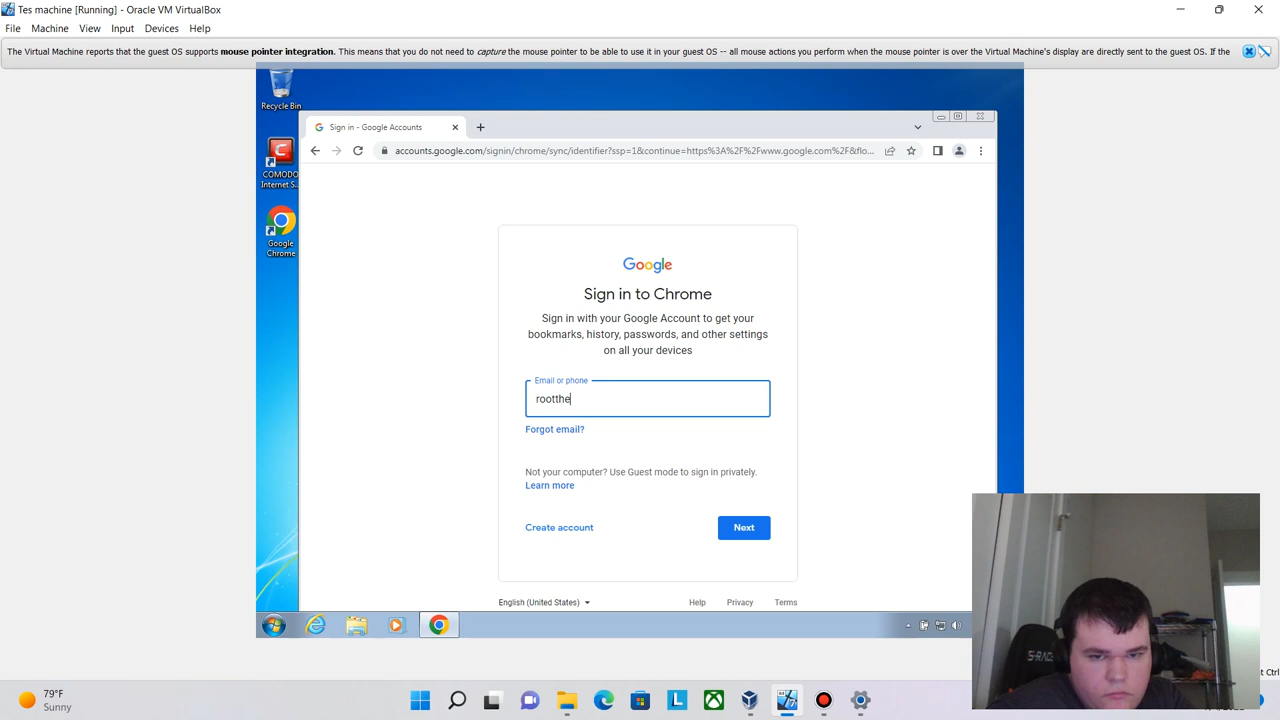 Tes machine [Running] - Oracle VM VirtualBox
File Machine View Input Devices Help
The Virtual Machine reports that the guest OS supports mouse pointer integration. This means that you do not need to capture the mouse pointer to be able to use it in your guest OS -- all mouse actions you perform when the mouse pointer is over the Virtual Machine's display are directly sent to the guest OS. If the
Recycle Bin
Sign in - Google Accounts
accounts.google.com/signin/chrome/sync/identifier?ssp=1&continue=https%3A%2F%2Fwww.google.com%2F&flo...
COMODO
Internet S...
Google
Chrome
Google
Sign in to Chrome
Sign in with your Google Account to get your
bookmarks, history, passwords, and other settings
on all your devices
Email or phone
rootthe
Forgot email?
Not your computer? Use Guest mode to sign in privately.
Learn more
Create account
Next
English (United States)
Help
Privacy
Terms
Ctrl
79°F
Sunny